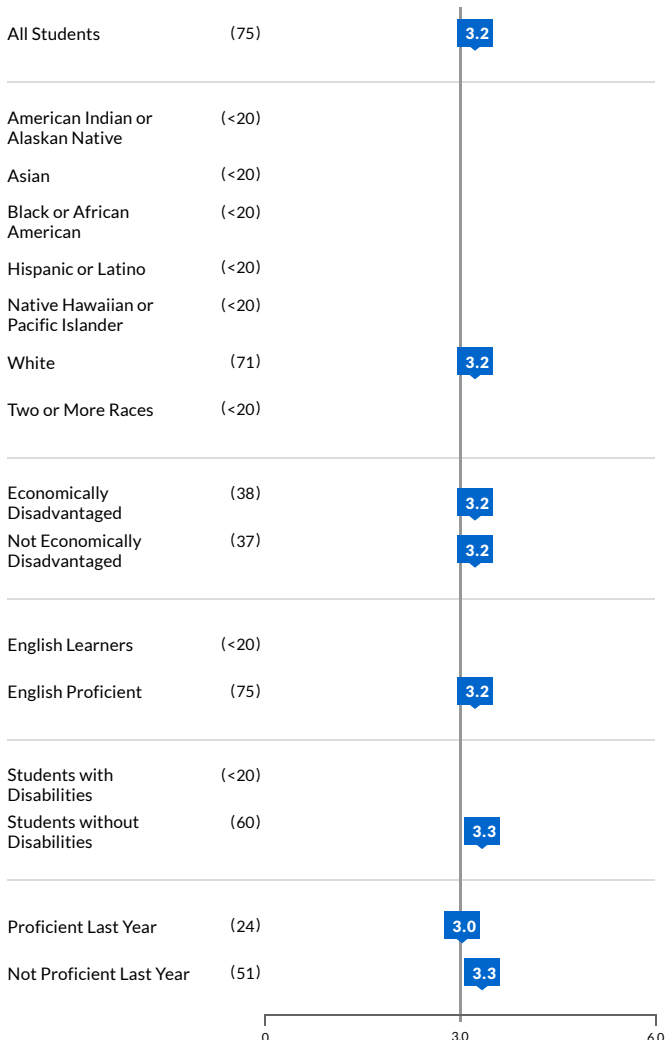 All Students (75) 3.2
American Indian or (<20)
Alaskan Native
Asian (<20)
Black or African (<20)
American
Hispanic or Latino (<20)
Native Hawaiian or (<20)
Pacific Islander
White (71) 3.2
Two or More Races (<20)
Economically (38) 3.2
Disadvantaged
Not Economically (37) 3.2
Disadvantaged
English Learners (<20)
English Proficient (75) 3.2
Students with (<20)
Disabilities
Students without (60) 3.3
Disabilities
Proficient Last Year (24) 3.0
Not Proficient Last Year (51) 3.3
0 3.0 6.0